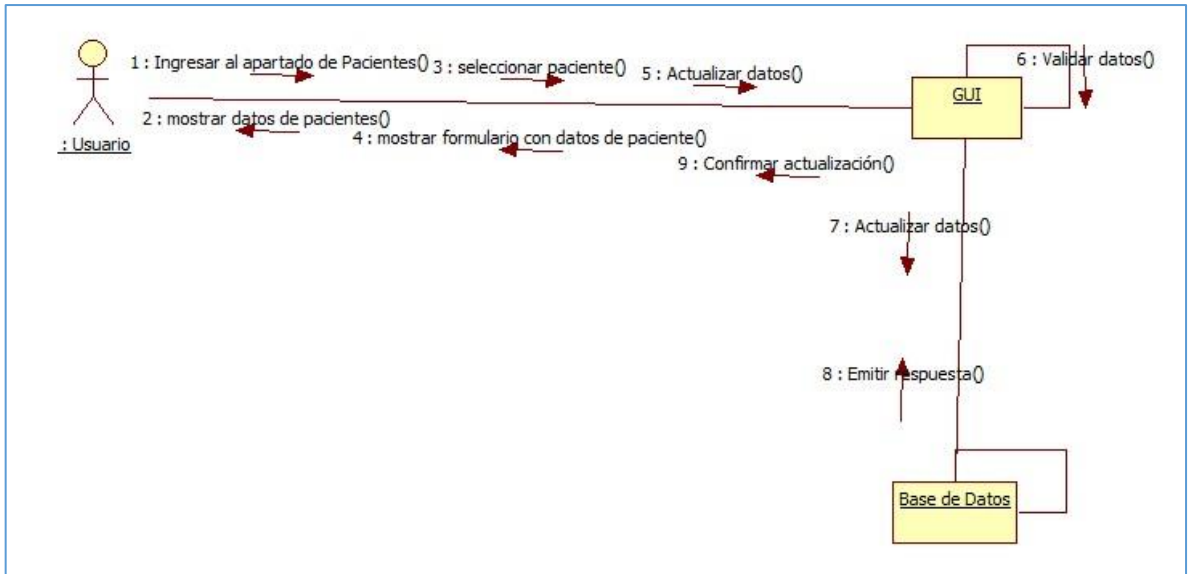 1 : Ingresar al apartado de Pacientes()
3 : seleccionar paciente()
5 : Actualizar datos()
6 : Validar datos()
GUI
2 : mostrar datos de pacientes()
4 : mostrar formulario con datos de paciente()
: Usuario
9 : Confirmar actualización()
7 : Actualizar datos()
8 : Emitir respuesta()
Base de Datos